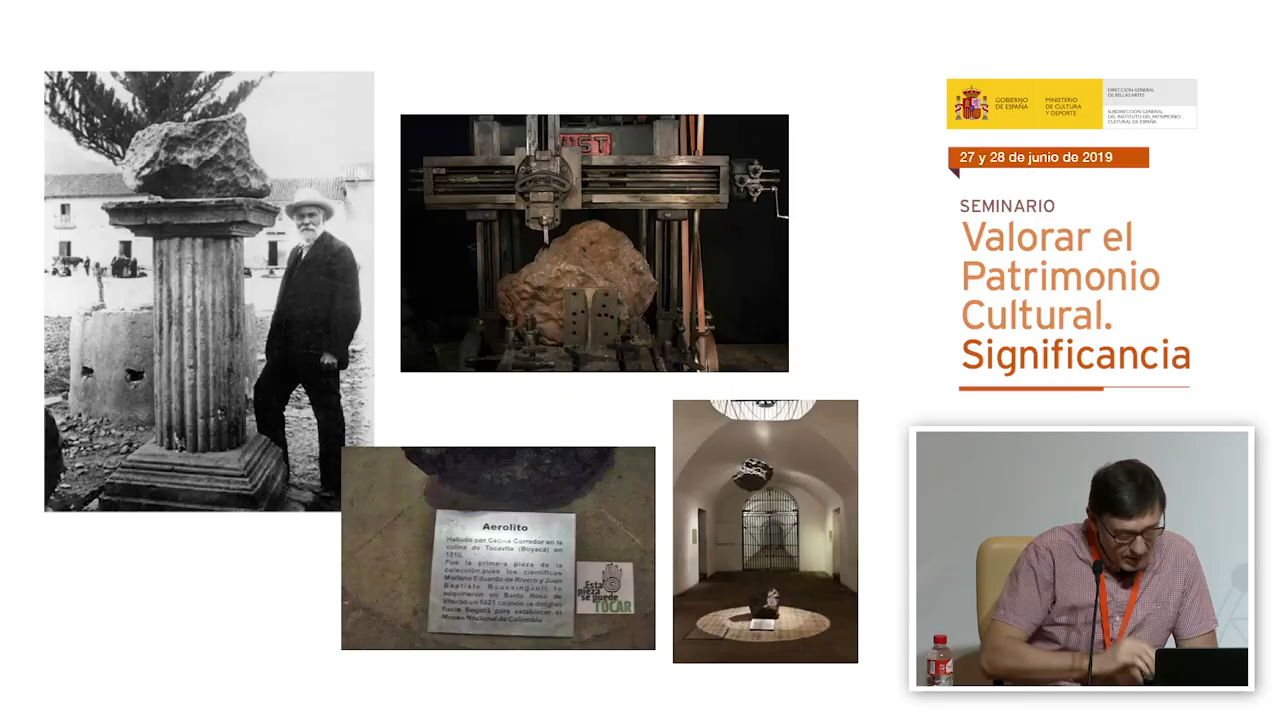 GOBIERNO
DE ESPAÑA
MINISTERIO
DE CULTURA
Y DEPORTE
DIRECCIÓN GENERAL
DE BELLAS ARTES
SUBDIRECCIÓN GENERAL
DEL INSTITUTO DEL PATRIMONIO
CULTURAL DE ESPAÑA
27 y 28 de junio de 2019
SEMINARIO
Valorar el
Patrimonio
Cultural.
Significancia
UST
Aerolito
Hallado por Cecilia Corredor en la
colina de Tocavita (Boyacá) en
1810.
Fue la primera pieza de la
colección pues los científicos
Mariano Eduardo de Rivero y Juan
Baptiste Boussingault lo
adquirieron en Santa Rosa de
Viterbo en 1823 cuando se dirigían
hacia Bogotá para establecer el
Museo Nacional de Colombia
Esta
pieza
se puede
TOCAR